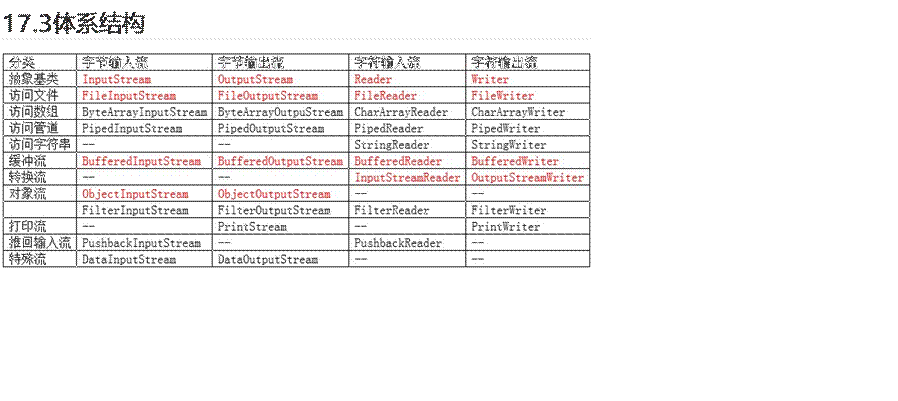 17.3体系结构
分类 字节输入流 字节输出流 字符输入流 字符输出流
抽象基类 InputStream OutputStream Reader Writer
访问文件 FileInputStream FileOutputStream FileReader FileWriter
访问数组 ByteArrayInputStream ByteArrayOutpuStream CharArrayReader CharArrayWriter
访问管道 PipedInputStream PipedOutputStream PipedReader PipedWriter
访问字符串 -- -- StringReader StringWriter
缓冲流 BufferedInputStream BufferedOutputStream BufferedReader BufferedWriter
转换流 -- -- InputStreamReader OutputStreamWriter
对象流 ObjectInputStream ObjectOutputStream -- --
FilterInputStream FilterOutputStream FilterReader FilterWriter
打印流 -- PrintStream -- PrintWriter
推回输入流 PushbackInputStream -- PushbackReader --
特殊流 DataInputStream DataOutputStream -- --